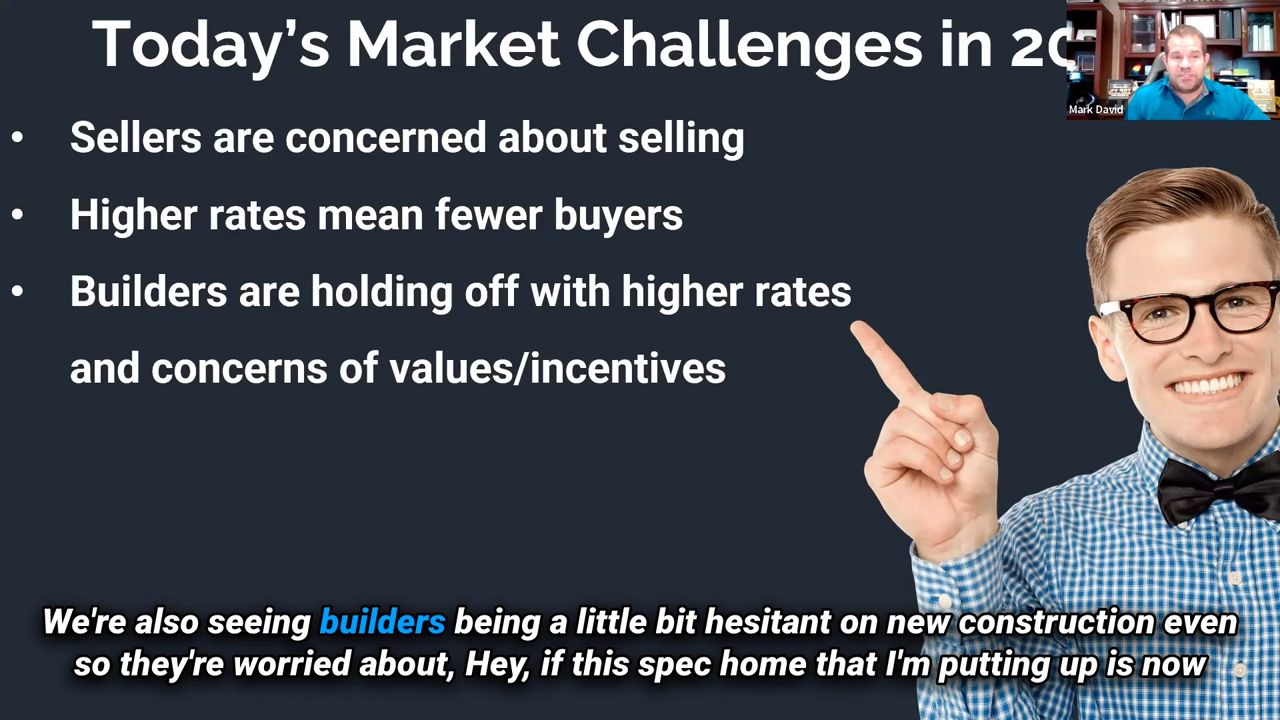 Today’s Market Challenges in 20
Mark David
• Sellers are concerned about selling
• Higher rates mean fewer buyers
• Builders are holding off with higher rates
and concerns of values/incentives
We're also seeing builders being a little bit hesitant on new construction even
so they're worried about, Hey, if this spec home that I'm putting up is now